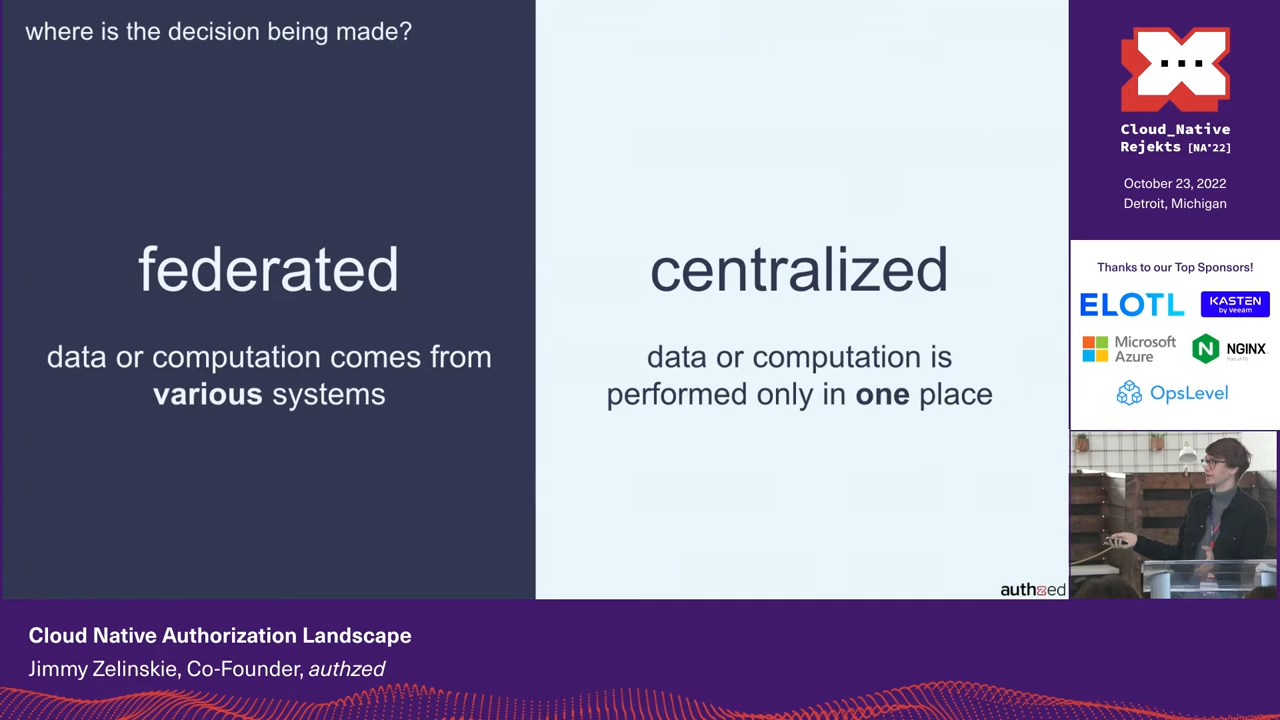 where is the decision being made?
federated
data or computation comes from
various systems
centralized
data or computation is
performed only in one place
authzed
Cloud_Native
Rejekts [NA'22]
October 23, 2022
Detroit, Michigan
Thanks to our Top Sponsors!
ELOTL
KASTEN
by Veeam
Microsoft
Azure
N
NGINX
OpsLevel
Cloud Native Authorization Landscape
Jimmy Zelinskie, Co-Founder, authzed